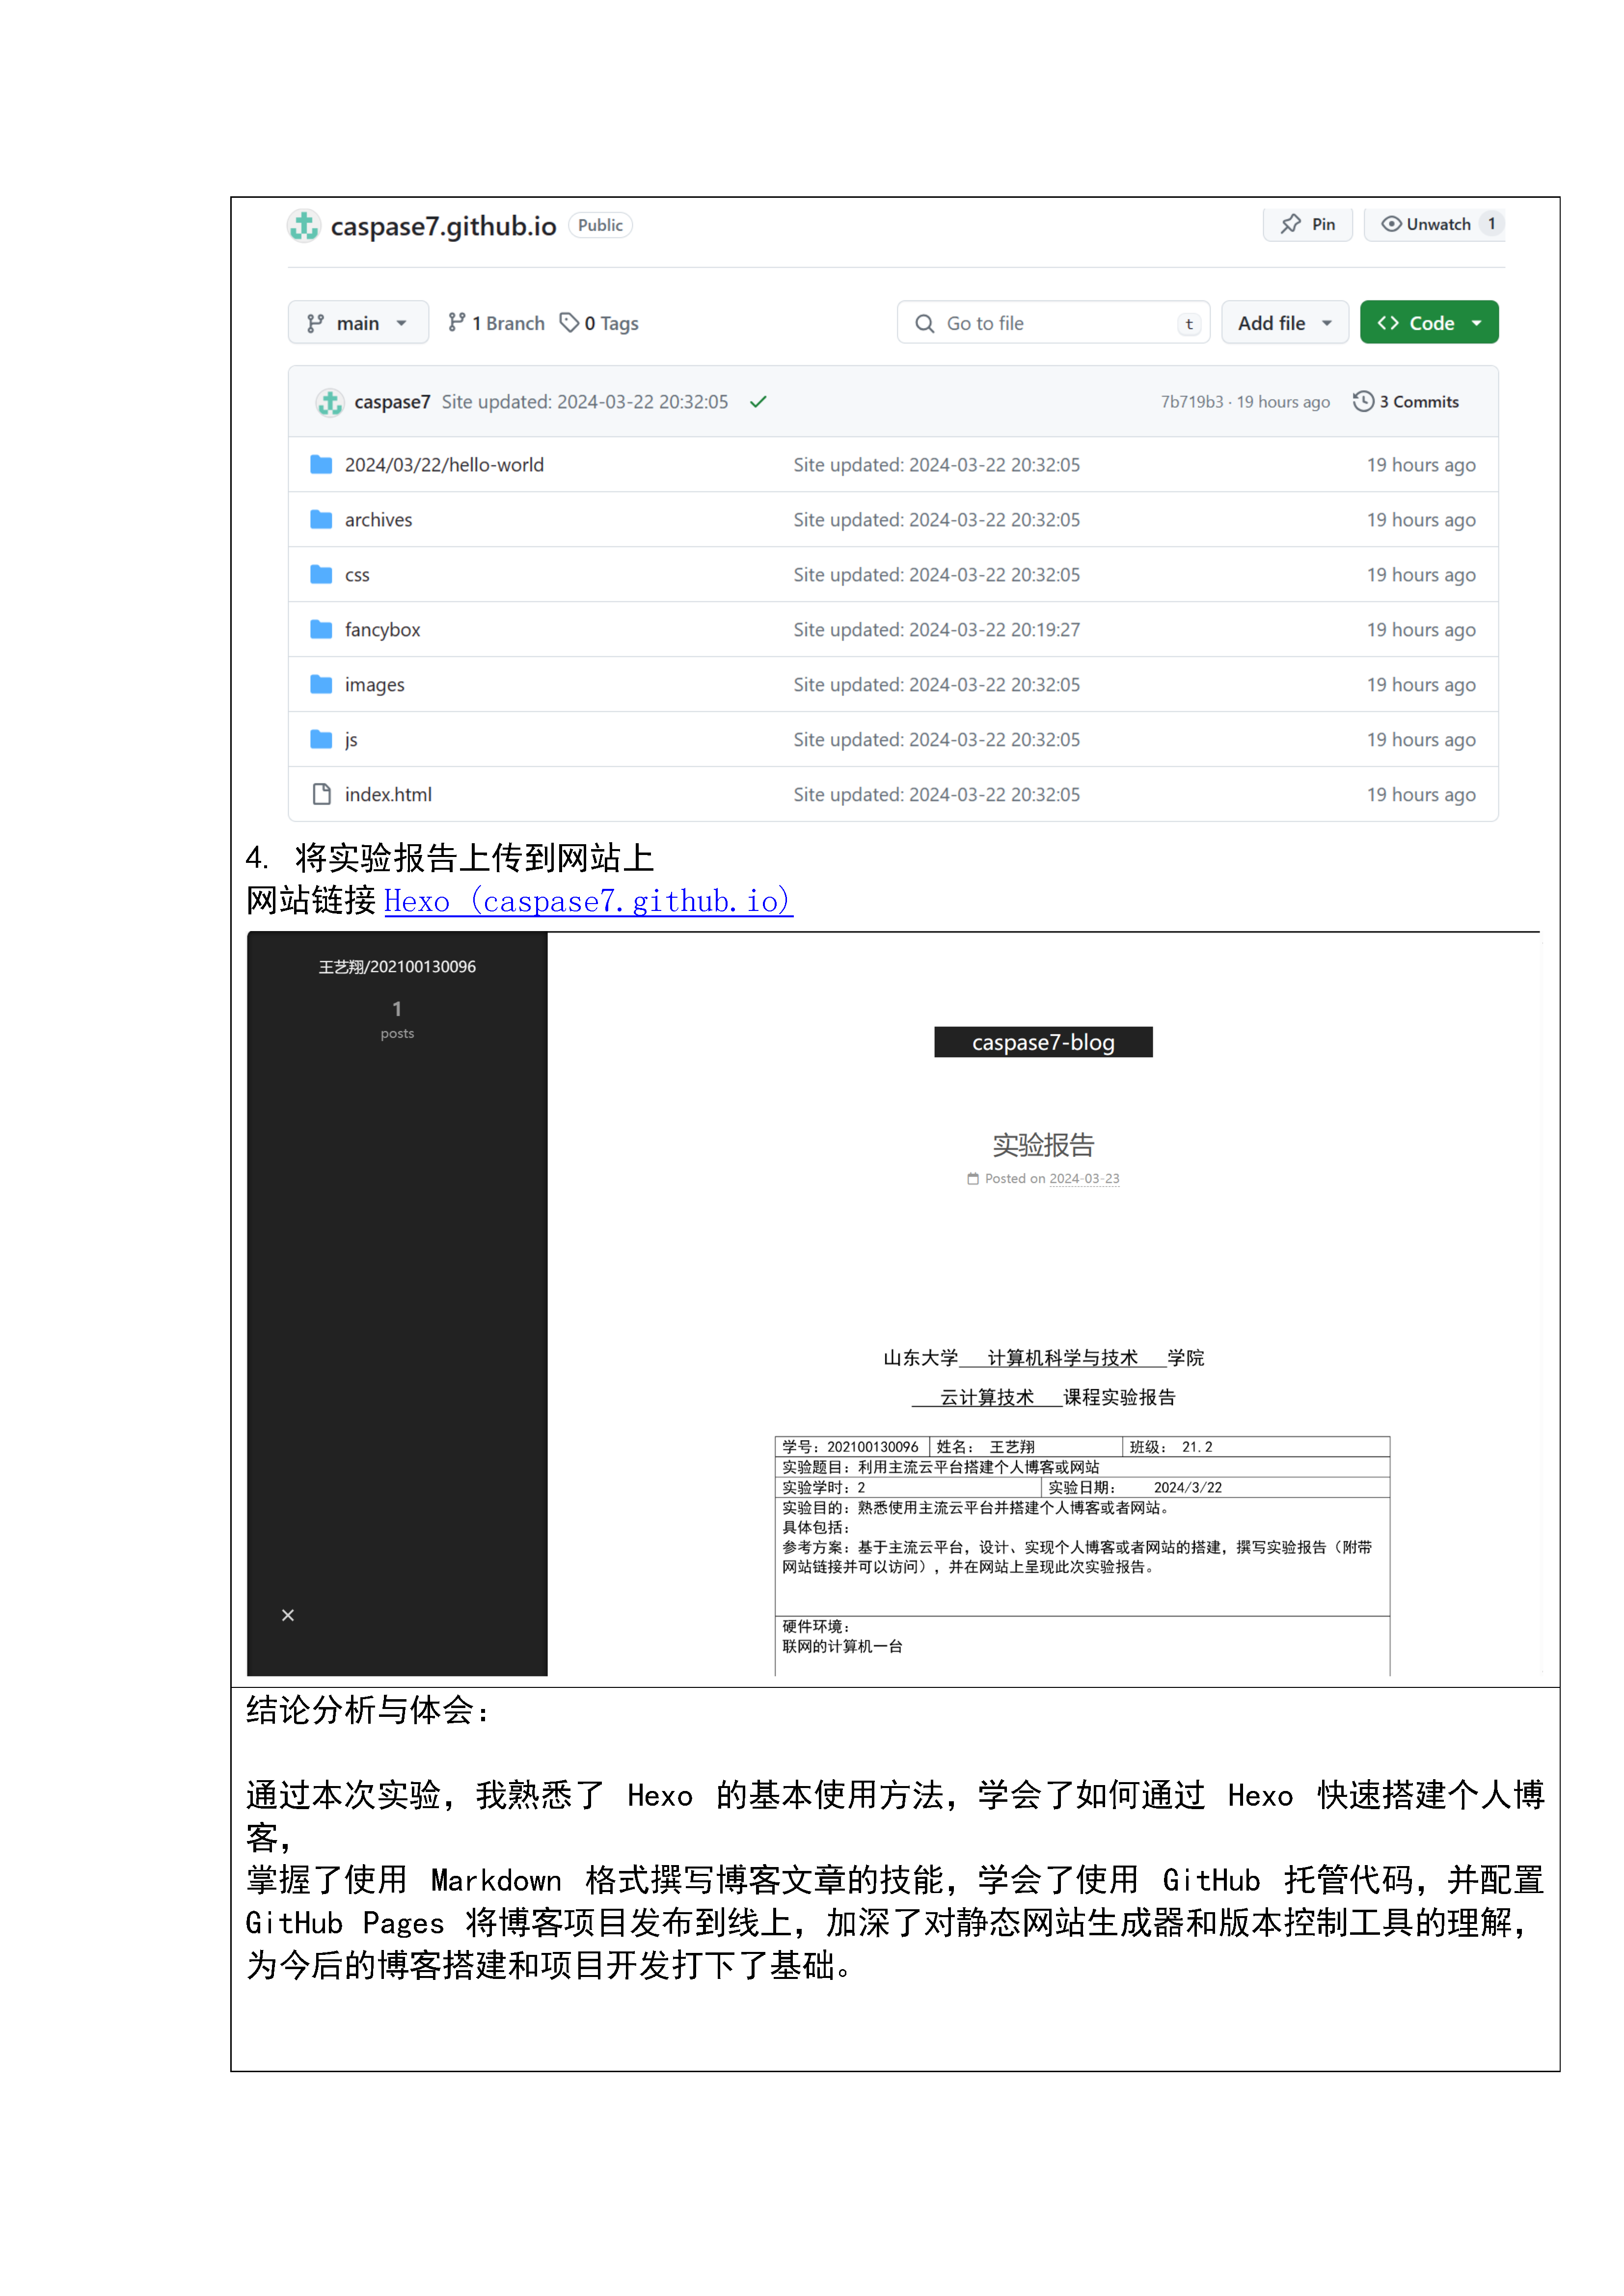 caspase7.github.io Public Pin Unwatch 1
main 1 Branch 0 Tags Go to file t Add file Code
caspase7 Site updated: 2024-03-22 20:32:05 7b719b3 · 19 hours ago 3 Commits
2024/03/22/hello-world Site updated: 2024-03-22 20:32:05 19 hours ago
archives Site updated: 2024-03-22 20:32:05 19 hours ago
css Site updated: 2024-03-22 20:32:05 19 hours ago
fancybox Site updated: 2024-03-22 20:19:27 19 hours ago
images Site updated: 2024-03-22 20:32:05 19 hours ago
js Site updated: 2024-03-22 20:32:05 19 hours ago
index.html Site updated: 2024-03-22 20:32:05 19 hours ago
4. 将实验报告上传到网站上
网站链接 Hexo (caspase7.github.io)
王艺翔/202100130096
1
posts
caspase7-blog
实验报告
Posted on 2024-03-23
山东大学 计算机科学与技术 学院
云计算技术 课程实验报告
学号：202100130096 姓名： 王艺翔 班级： 21.2
实验题目：利用主流云平台搭建个人博客或网站
实验学时：2 实验日期： 2024/3/22
实验目的：熟悉使用主流云平台并搭建个人博客或者网站。
具体包括：
参考方案：基于主流云平台，设计、实现个人博客或者网站的搭建，撰写实验报告（附带
网站链接并可以访问），并在网站上呈现此次实验报告。
硬件环境：
联网的计算机一台
结论分析与体会：
通过本次实验，我熟悉了 Hexo 的基本使用方法，学会了如何通过 Hexo 快速搭建个人博
客，
掌握了使用 Markdown 格式撰写博客文章的技能，学会了使用 GitHub 托管代码，并配置
GitHub Pages 将博客项目发布到线上，加深了对静态网站生成器和版本控制工具的理解，
为今后的博客搭建和项目开发打下了基础。